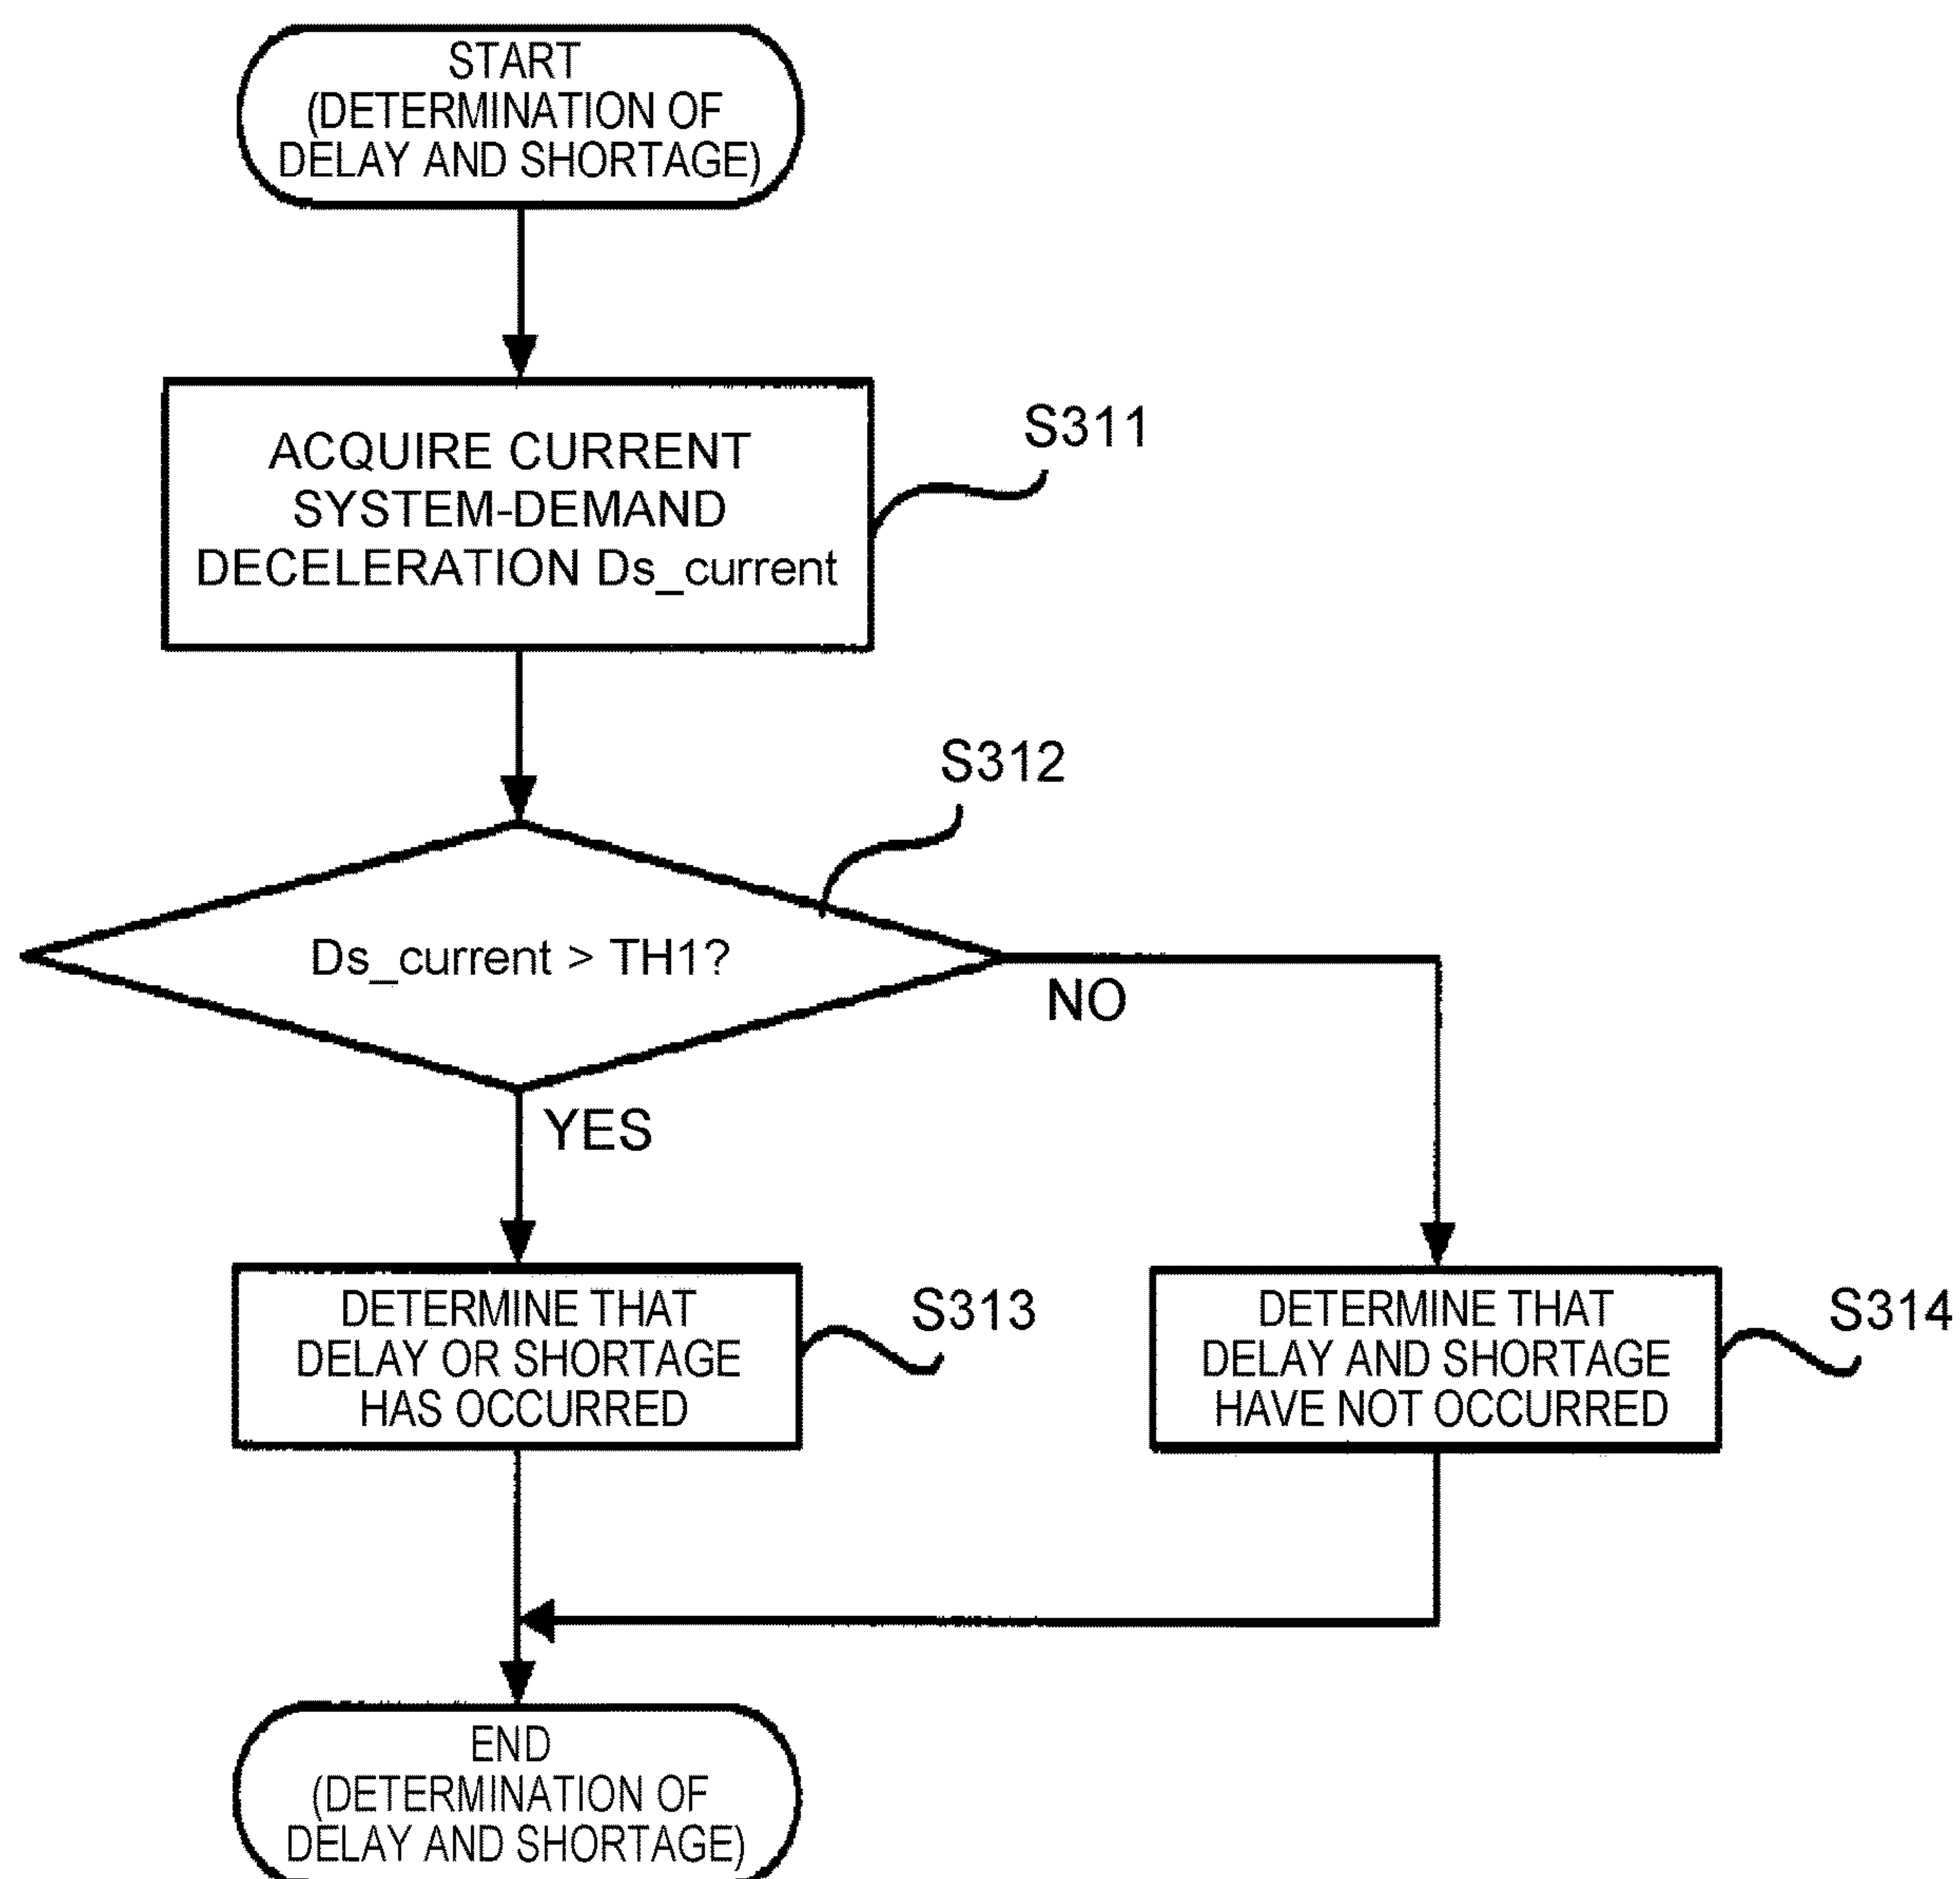 START
(DETERMINATION OF
DELAY AND SHORTAGE)
ACQUIRE CURRENT
SYSTEM-DEMAND
DECELERATION Ds_current
S311
S312
Ds_current > TH1?
NO
YES
DETERMINE THAT
DELAY OR SHORTAGE
HAS OCCURRED
S313
DETERMINE THAT
DELAY AND SHORTAGE
HAVE NOT OCCURRED
S314
END
(DETERMINATION OF
DELAY AND SHORTAGE)